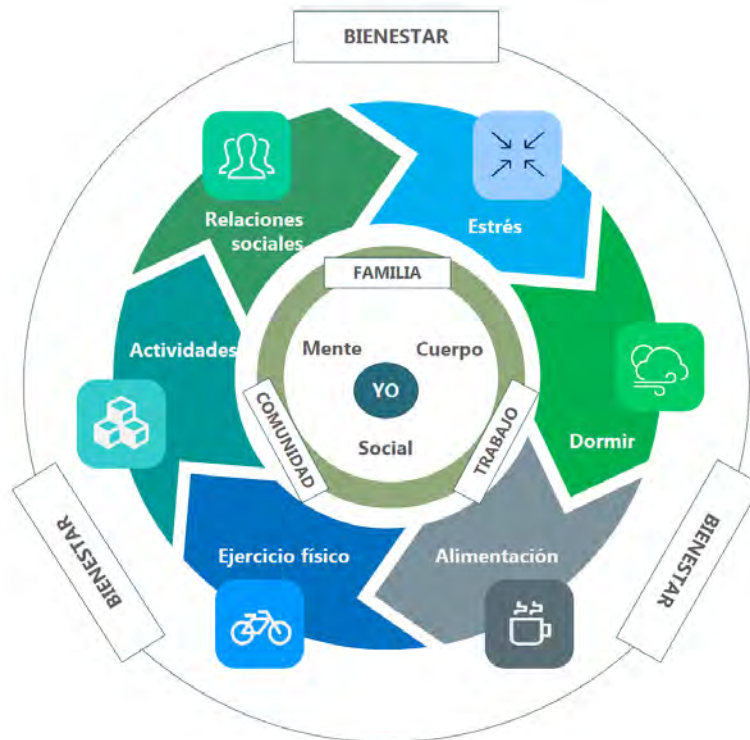 BIENESTAR
Relaciones
sociales
Estrés
FAMILIA
Mente
Cuerpo
Actividades
YO
COMUNIDAD
TRABAJO
Social
Dormir
Ejercicio físico
Alimentación
BIENESTAR
BIENESTAR